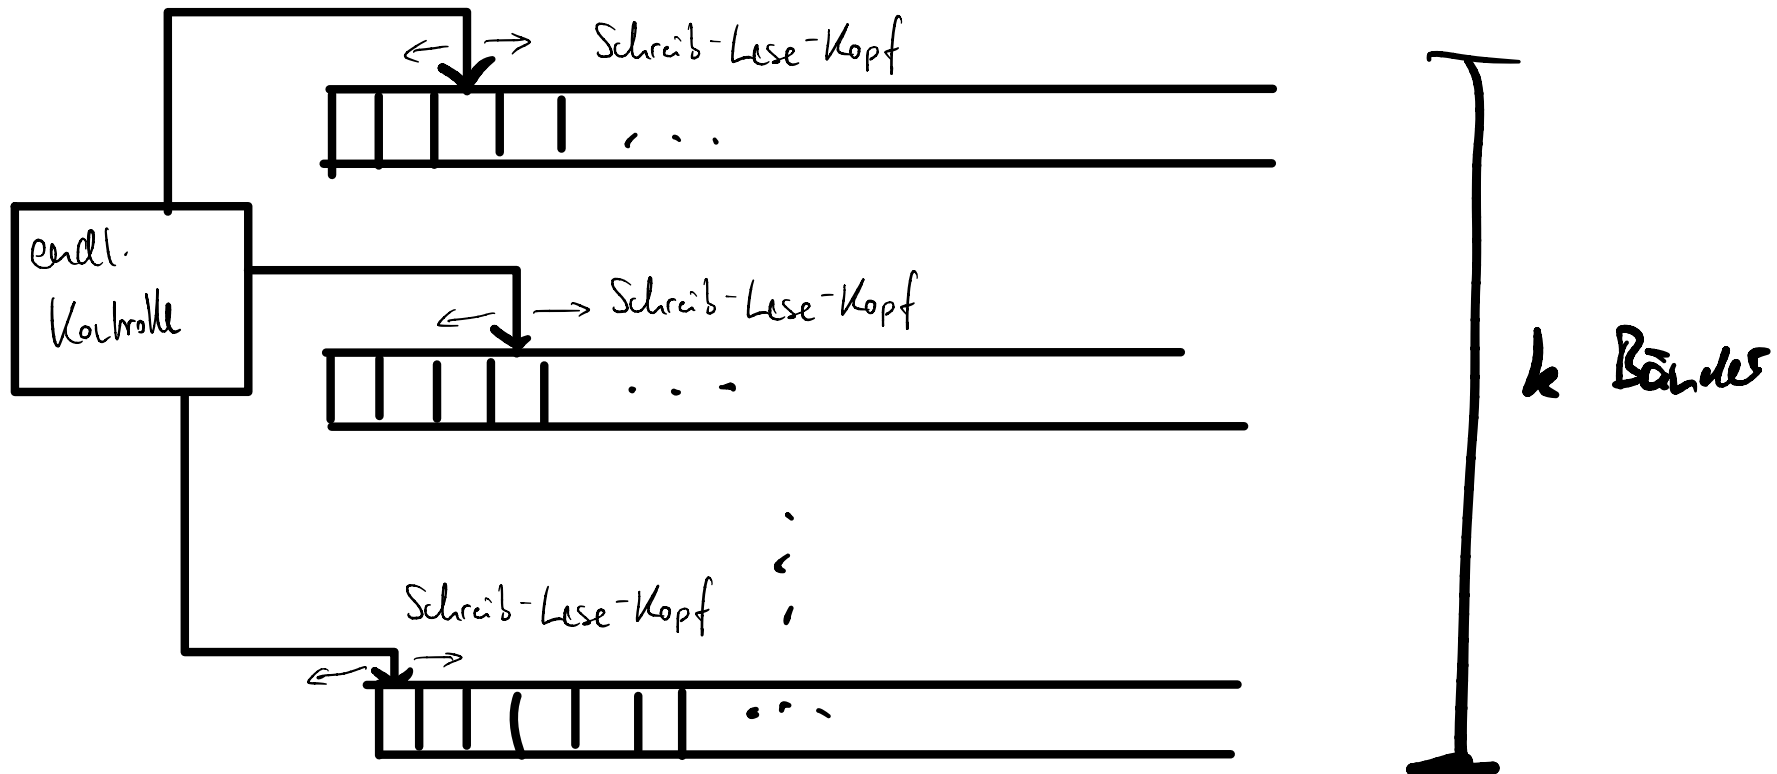 Schreib-Lese-Kopf
endl.
Kontrolle
Schreib-Lese-Kopf
k Bänder
Schreib-Lese-Kopf